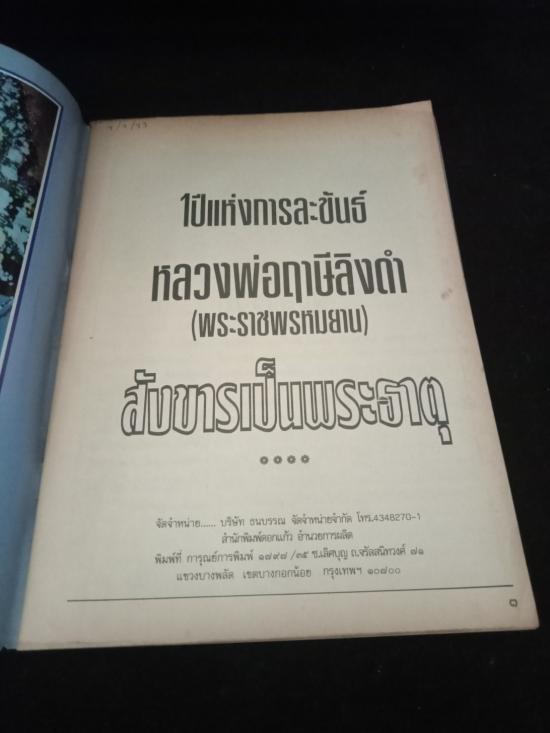 1ปีแห่งการละขันธ์
หลวงพ่อฤาษีลิงดำ
(พระราชพรหมยาน)
สังขารเป็นพระธาตุ
จัดจำหน่าย...... บริษัท ธนบรรณ จัดจำหน่ายจำกัด โทร.4348270-1
สำนักพิมพ์ดอกแก้ว อำนวยการผลิต
พิมพ์ที่ การุณย์การพิมพ์ ๑๗๙๘ /๓๕ ซ.เลิศบุญ ถ.จรัลสนิทวงศ์ ๗๑
แขวงบางพลัด เขตบางกอกน้อย กรุงเทพฯ ๑๐๗๐๐
๑